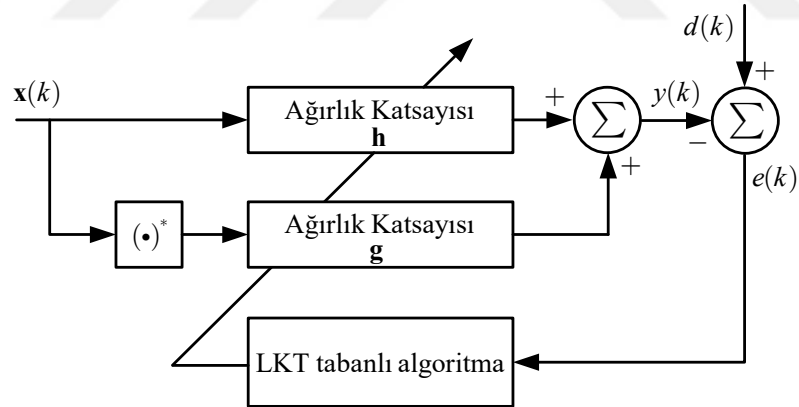 d(k)
x(k)
Ağırlık Katsayısı
h
+
∑
y(k)
+
−
∑
+
e(k)
(•)*
Ağırlık Katsayısı
g
LKT tabanlı algoritma